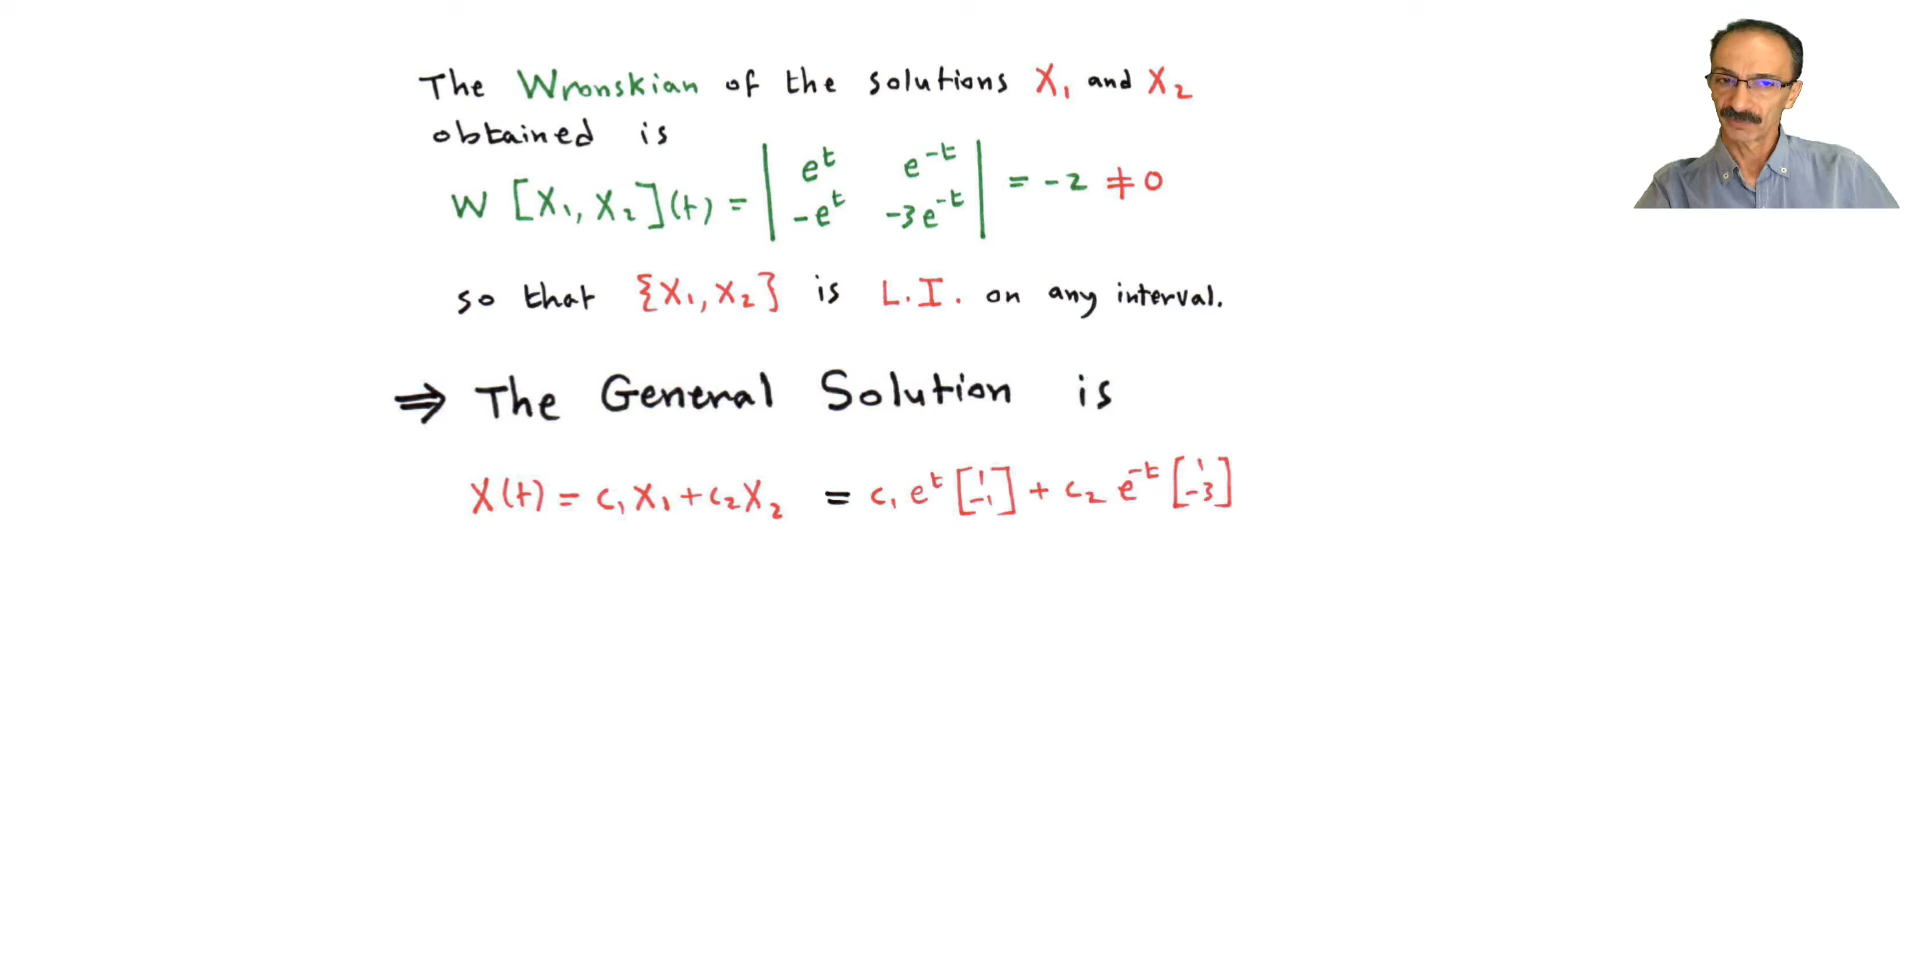 The Wronskian of the solutions X₁ and X₂
obtained is
W [X₁, X₂](t) = | eᵗ e⁻ᵗ ; -eᵗ -3e⁻ᵗ | = -2 ≠ 0
so that {X₁, X₂} is L.I. on any interval.
⇒ The General Solution is
X(t) = c₁X₁ + c₂X₂ = c₁ eᵗ [1 ; -1] + c₂ e⁻ᵗ [1 ; -3]